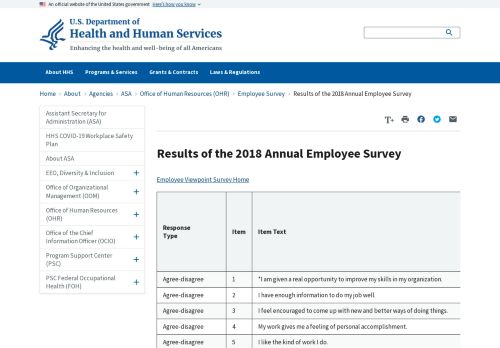 An official website of the United States government Here's how you know
U.S. Department of
Health and Human Services
Enhancing the health and well-being of all Americans
About HHS Programs & Services Grants & Contracts Laws & Regulations
Home › About › Agencies › ASA › Office of Human Resources (OHR) › Employee Survey › Results of the 2018 Annual Employee Survey
Assistant Secretary for
Administration (ASA)
HHS COVID-19 Workplace Safety
Plan
About ASA
EEO, Diversity & Inclusion +
Office of Organizational
Management (OOM) +
Office of Human Resources
(OHR) +
Office of the Chief
Information Officer (OCIO) +
Program Support Center
(PSC) +
PSC Federal Occupational
Health (FOH) +
T+
Results of the 2018 Annual Employee Survey
Employee Viewpoint Survey Home
Response
Type Item Item Text
Agree-disagree 1 *I am given a real opportunity to improve my skills in my organization.
Agree-disagree 2 I have enough information to do my job well.
Agree-disagree 3 I feel encouraged to come up with new and better ways of doing things.
Agree-disagree 4 My work gives me a feeling of personal accomplishment.
Agree-disagree 5 I like the kind of work I do.